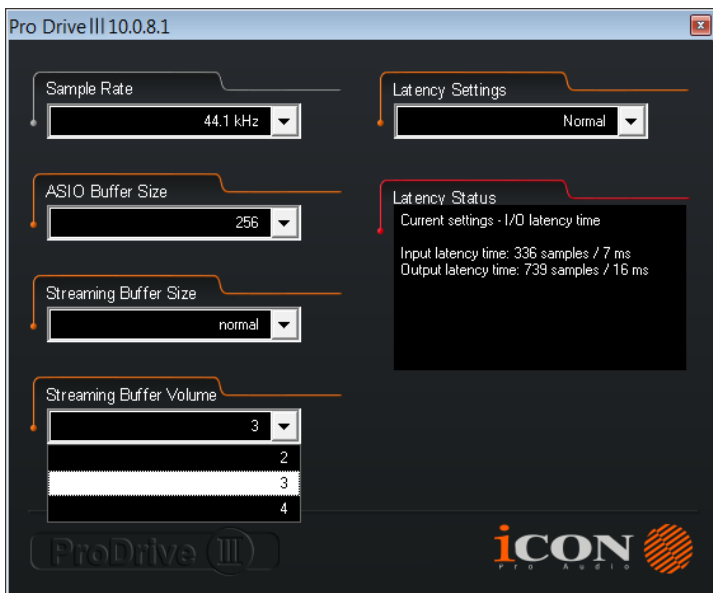 Pro Drive III 10.0.8.1
Sample Rate
44.1 kHz
ASIO Buffer Size
256
Streaming Buffer Size
normal
Streaming Buffer Volume
3
2
3
4
Latency Settings
Normal
Latency Status
Current settings - I/O latency time
Input latency time: 336 samples / 7 ms
Output latency time: 739 samples / 16 ms
ProDrive III
iCON
Pro Audio